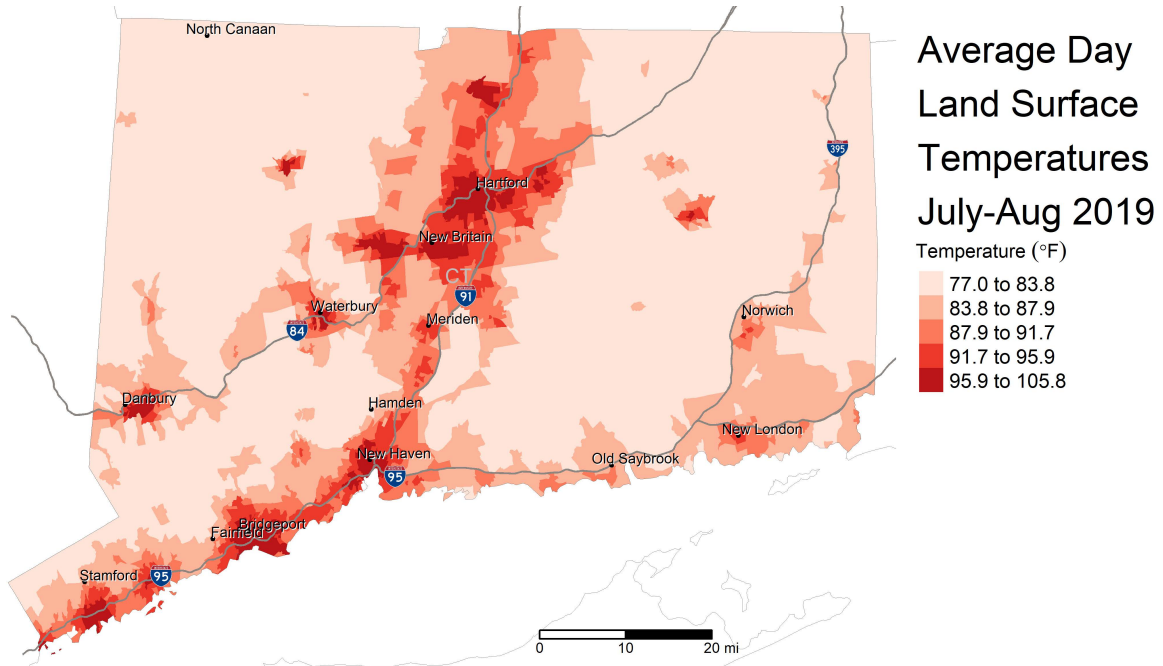 Average Day
Land Surface
Temperatures
July-Aug 2019
Temperature (°F)
77.0 to 83.8
83.8 to 87.9
87.9 to 91.7
91.7 to 95.9
95.9 to 105.8
North Canaan
395
Hartford
New Britain
CT
91
Waterbury
84
Meriden
Norwich
Danbury
Hamden
New London
New Haven
Old Saybrook
95
Bridgeport
Fairfield
Stamford
95
0 10 20 mi